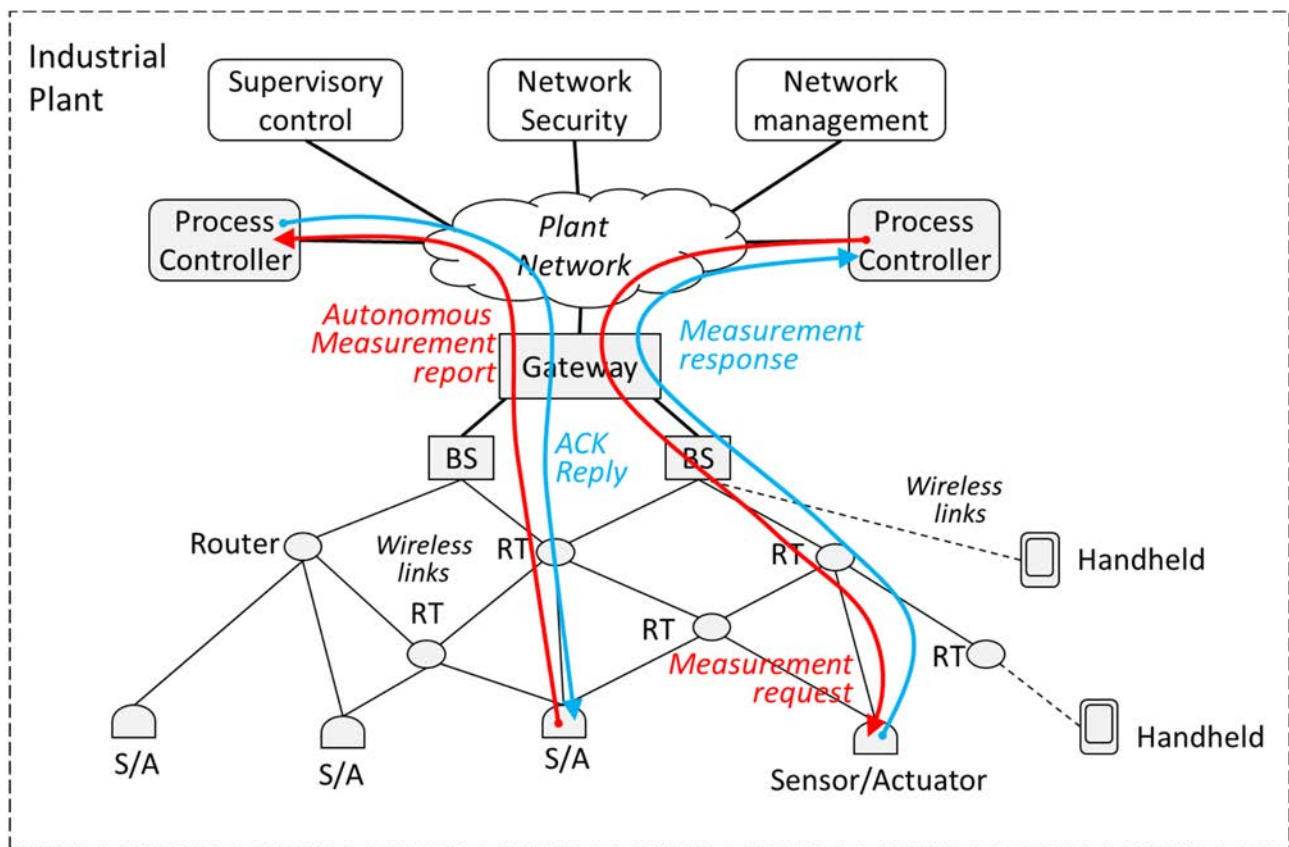 Industrial
Plant
Supervisory
control
Network
Security
Network
management
Process
Controller
Plant
Network
Process
Controller
Autonomous
Measurement
report
Measurement
response
Gateway
BS
ACK
Reply
BS
Wireless
links
Router
Wireless
links
RT
RT
Handheld
RT
RT
RT
Measurement
request
S/A
S/A
S/A
Sensor/Actuator
Handheld